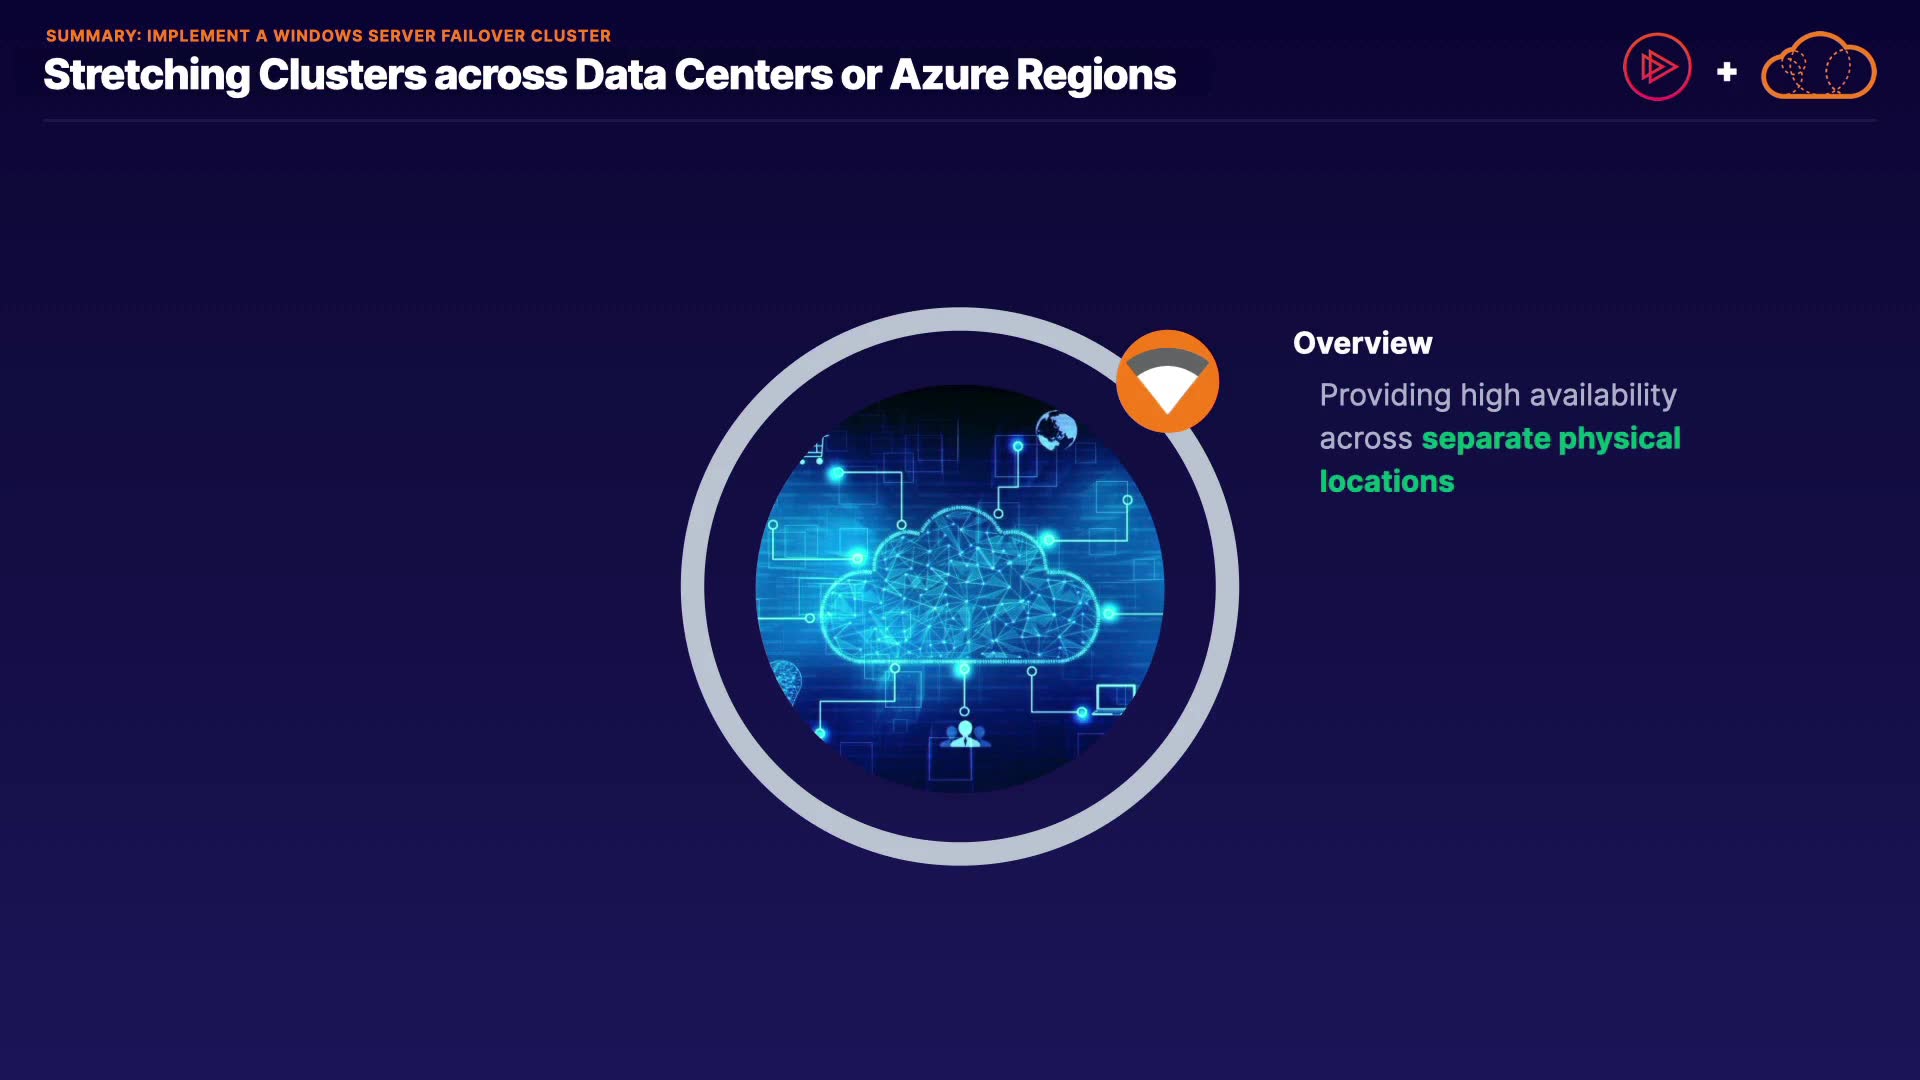 SUMMARY: IMPLEMENT A WINDOWS SERVER FAILOVER CLUSTER
Stretching Clusters across Data Centers or Azure Regions
+
Overview
Providing high availability
across separate physical
locations